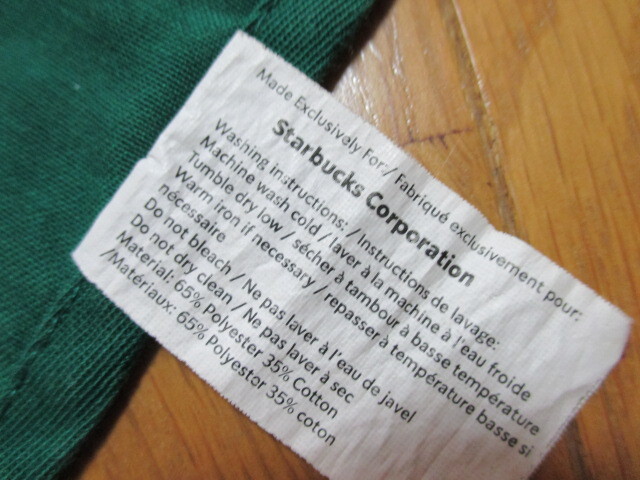 Made Exclusively For:/ Fabriqué exclusivement pour:
Starbucks Corporation
Washing instructions: / Instructions de lavage:
Machine wash cold / laver à la machine à l'eau froide
Tumble dry low / sécher à tambour à basse température
Warm iron if necessary / repasser à température basse si
nécessaire
Do not bleach / Ne pas laver à l'eau de javel
Do not dry clean / Ne pas laver à sec
Material: 65% Polyester 35% Cotton
/Matériaux: 65% Polyester 35% coton